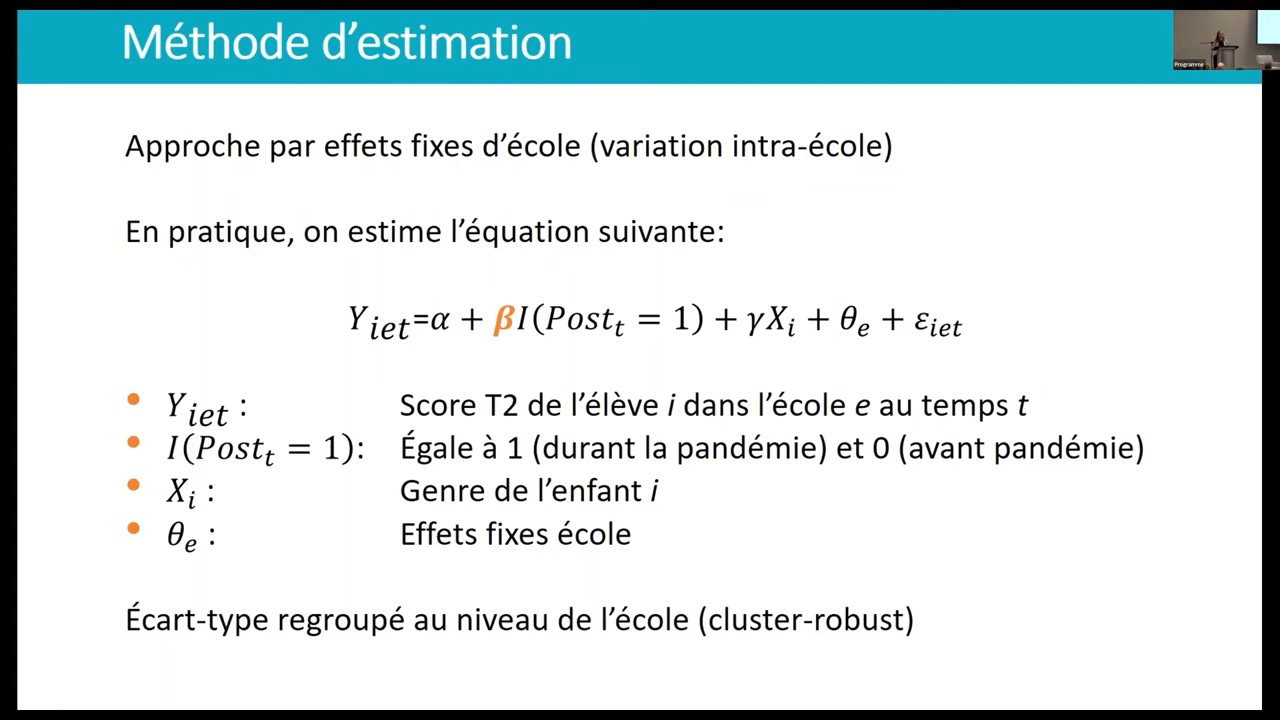 Méthode d'estimation
Programme
Approche par effets fixes d'école (variation intra-école)
En pratique, on estime l'équation suivante:
Y_iet=α + βI(Post_t = 1) + γX_i + θ_e + ε_iet
• Y_iet : Score T2 de l'élève i dans l'école e au temps t
• I(Post_t = 1): Égale à 1 (durant la pandémie) et 0 (avant pandémie)
• X_i : Genre de l'enfant i
• θ_e : Effets fixes école
Écart-type regroupé au niveau de l'école (cluster-robust)